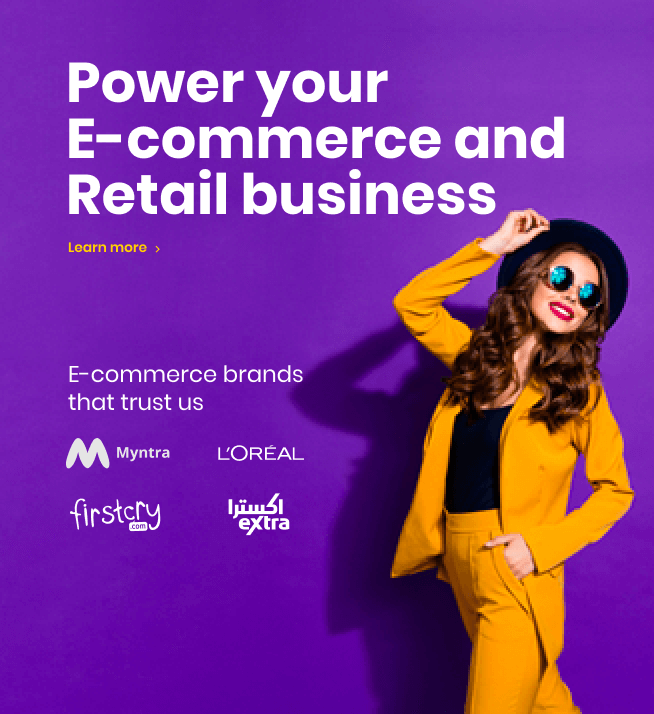 Power your
E-commerce and
Retail business
Learn more >
E-commerce brands
that trust us
Myntra
L'ORÉAL
firstcry
.com
اكسترا
extra